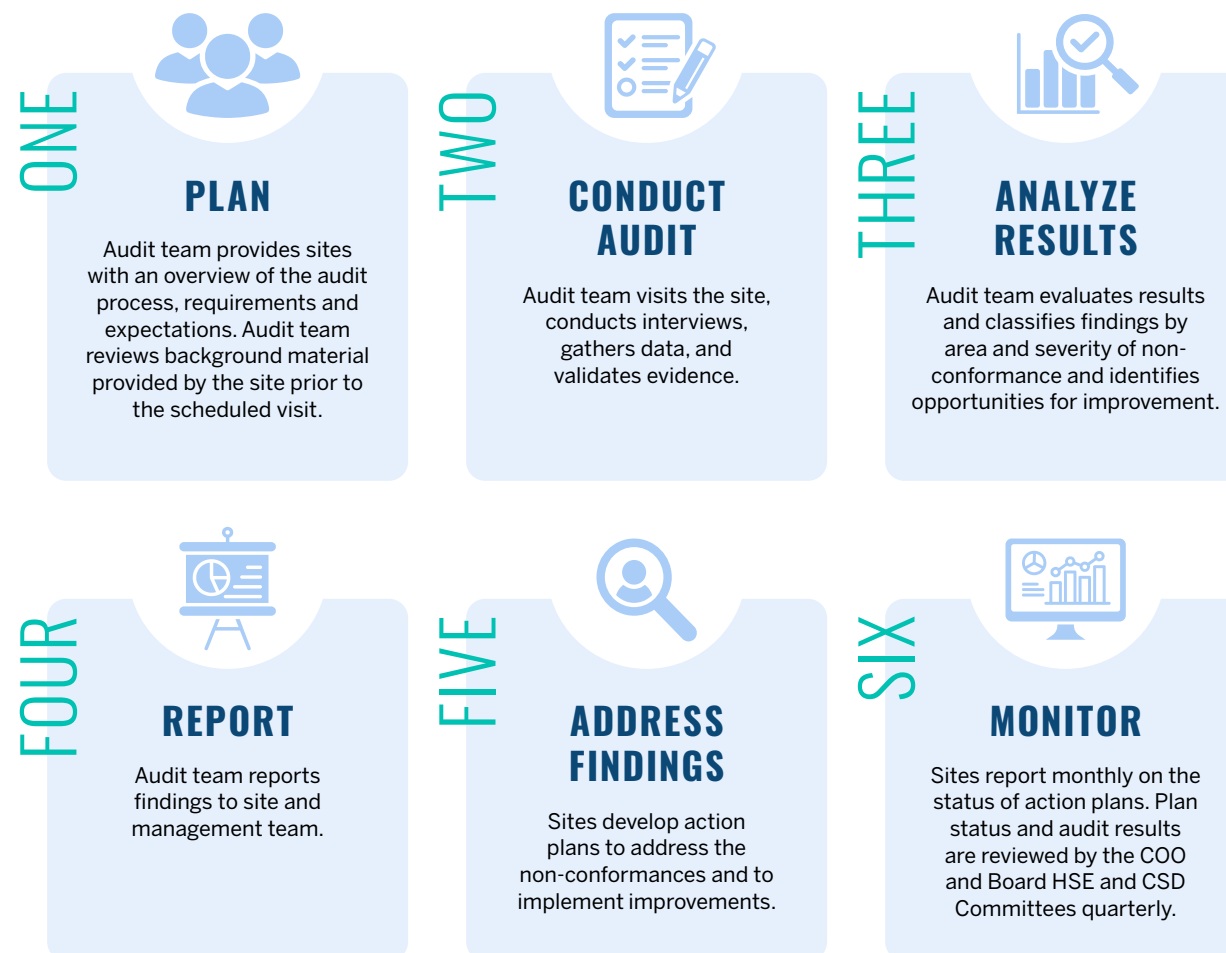 ONE
PLAN
Audit team provides sites
with an overview of the audit
process, requirements and
expectations. Audit team
reviews background material
provided by the site prior to
the scheduled visit.
TWO
CONDUCT
AUDIT
Audit team visits the site,
conducts interviews,
gathers data, and
validates evidence.
THREE
ANALYZE
RESULTS
Audit team evaluates results
and classifies findings by
area and severity of non-
conformance and identifies
opportunities for improvement.
FOUR
REPORT
Audit team reports
findings to site and
management team.
FIVE
ADDRESS
FINDINGS
Sites develop action
plans to address the
non-conformances and to
implement improvements.
SIX
MONITOR
Sites report monthly on the
status of action plans. Plan
status and audit results
are reviewed by the COO
and Board HSE and CSD
Committees quarterly.